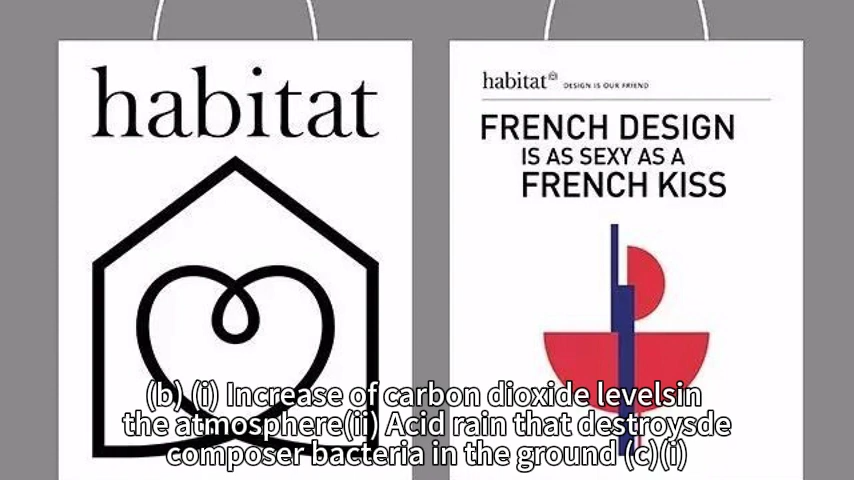 habitat
habitat
DESIGN IS OUR FRIEND
FRENCH DESIGN
IS AS SEXY AS A
FRENCH KISS
(b) (i) Increase of carbon dioxide levelsin
the atmosphere(ii) Acid rain that destroysde
composer bacteria in the ground (c)(i)